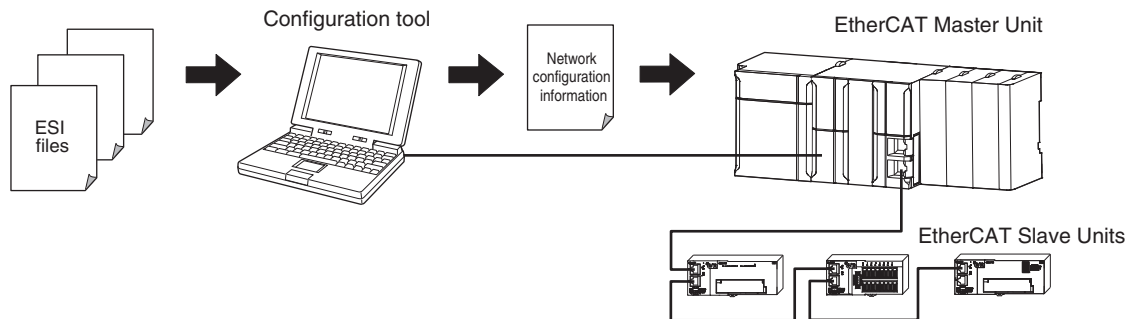 Configuration tool
EtherCAT Master Unit
ESI
files
Network
configuration
information
EtherCAT Slave Units